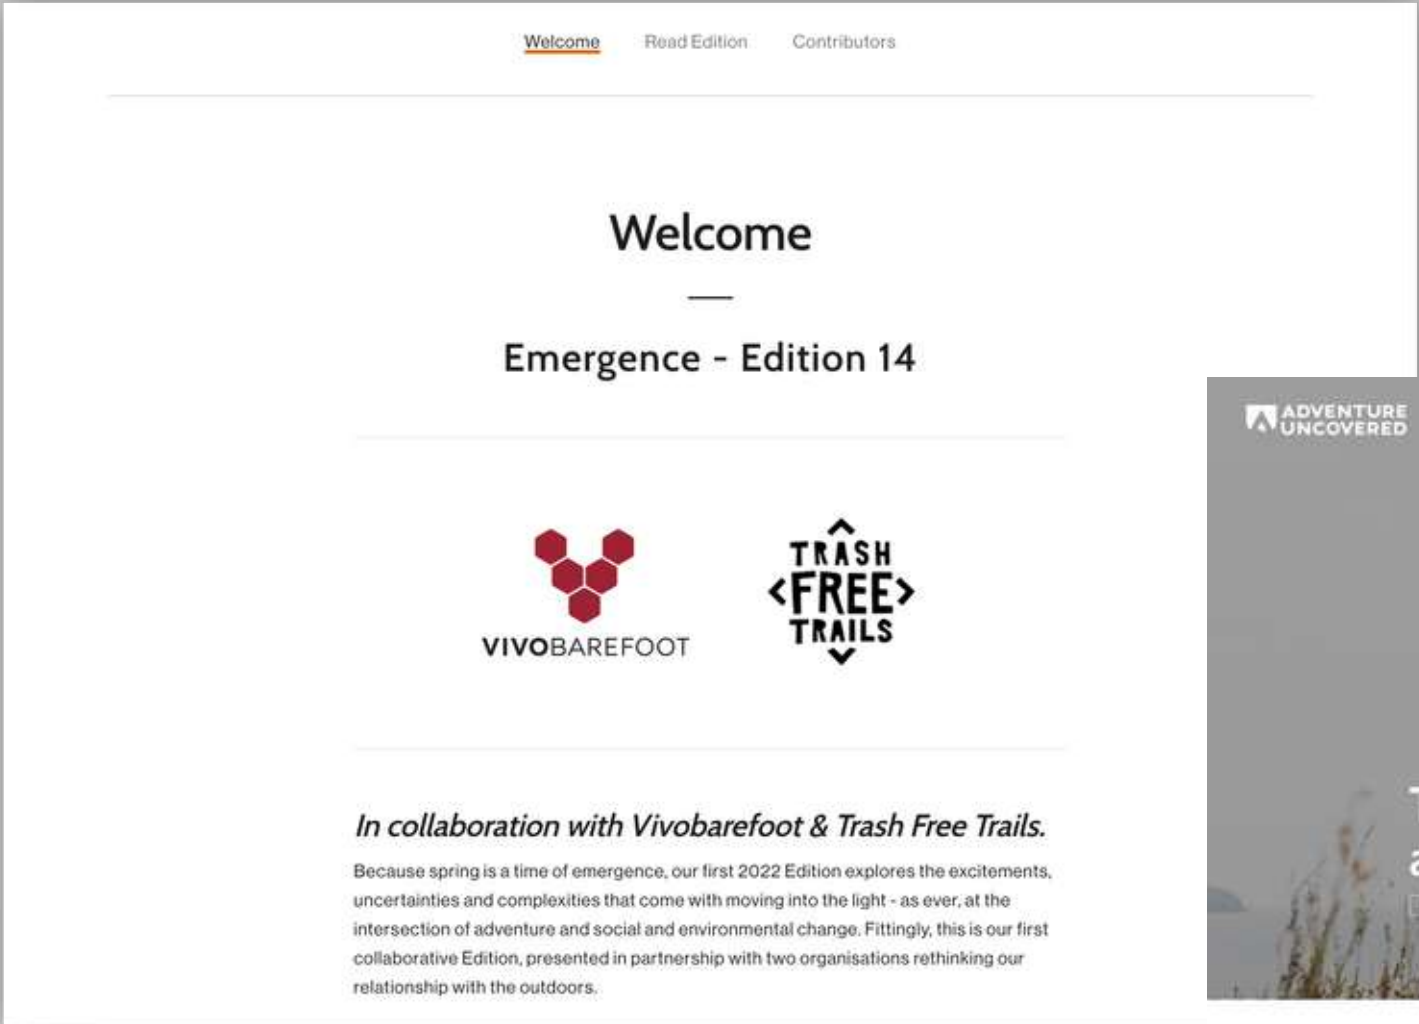 Welcome Read Edition Contributors
Welcome
Emergence - Edition 14
VIVOBAREFOOT
TRASH
<FREE>
TRAILS
In collaboration with Vivobarefoot & Trash Free Trails.
Because spring is a time of emergence, our first 2022 Edition explores the excitements,
uncertainties and complexities that come with moving into the light - as ever, at the
intersection of adventure and social and environmental change. Fittingly, this is our first
collaborative Edition, presented in partnership with two organisations rethinking our
relationship with the outdoors.
ADVENTURE
UNCOVERED